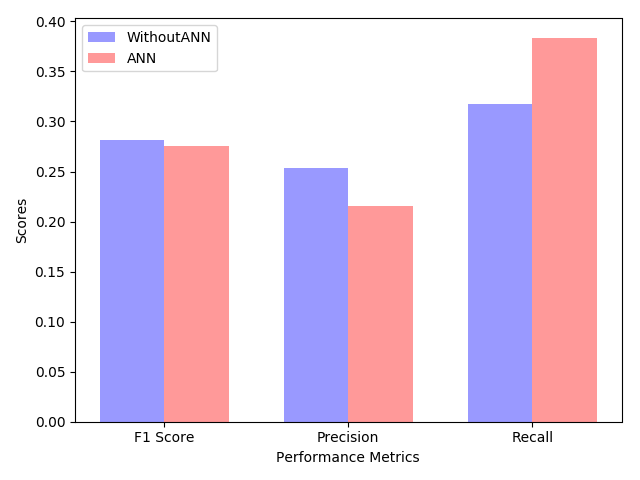 WithoutANN
ANN
0.40
0.35
0.30
0.25
0.20
0.15
0.10
0.05
0.00
Scores
F1 Score
Precision
Recall
Performance Metrics